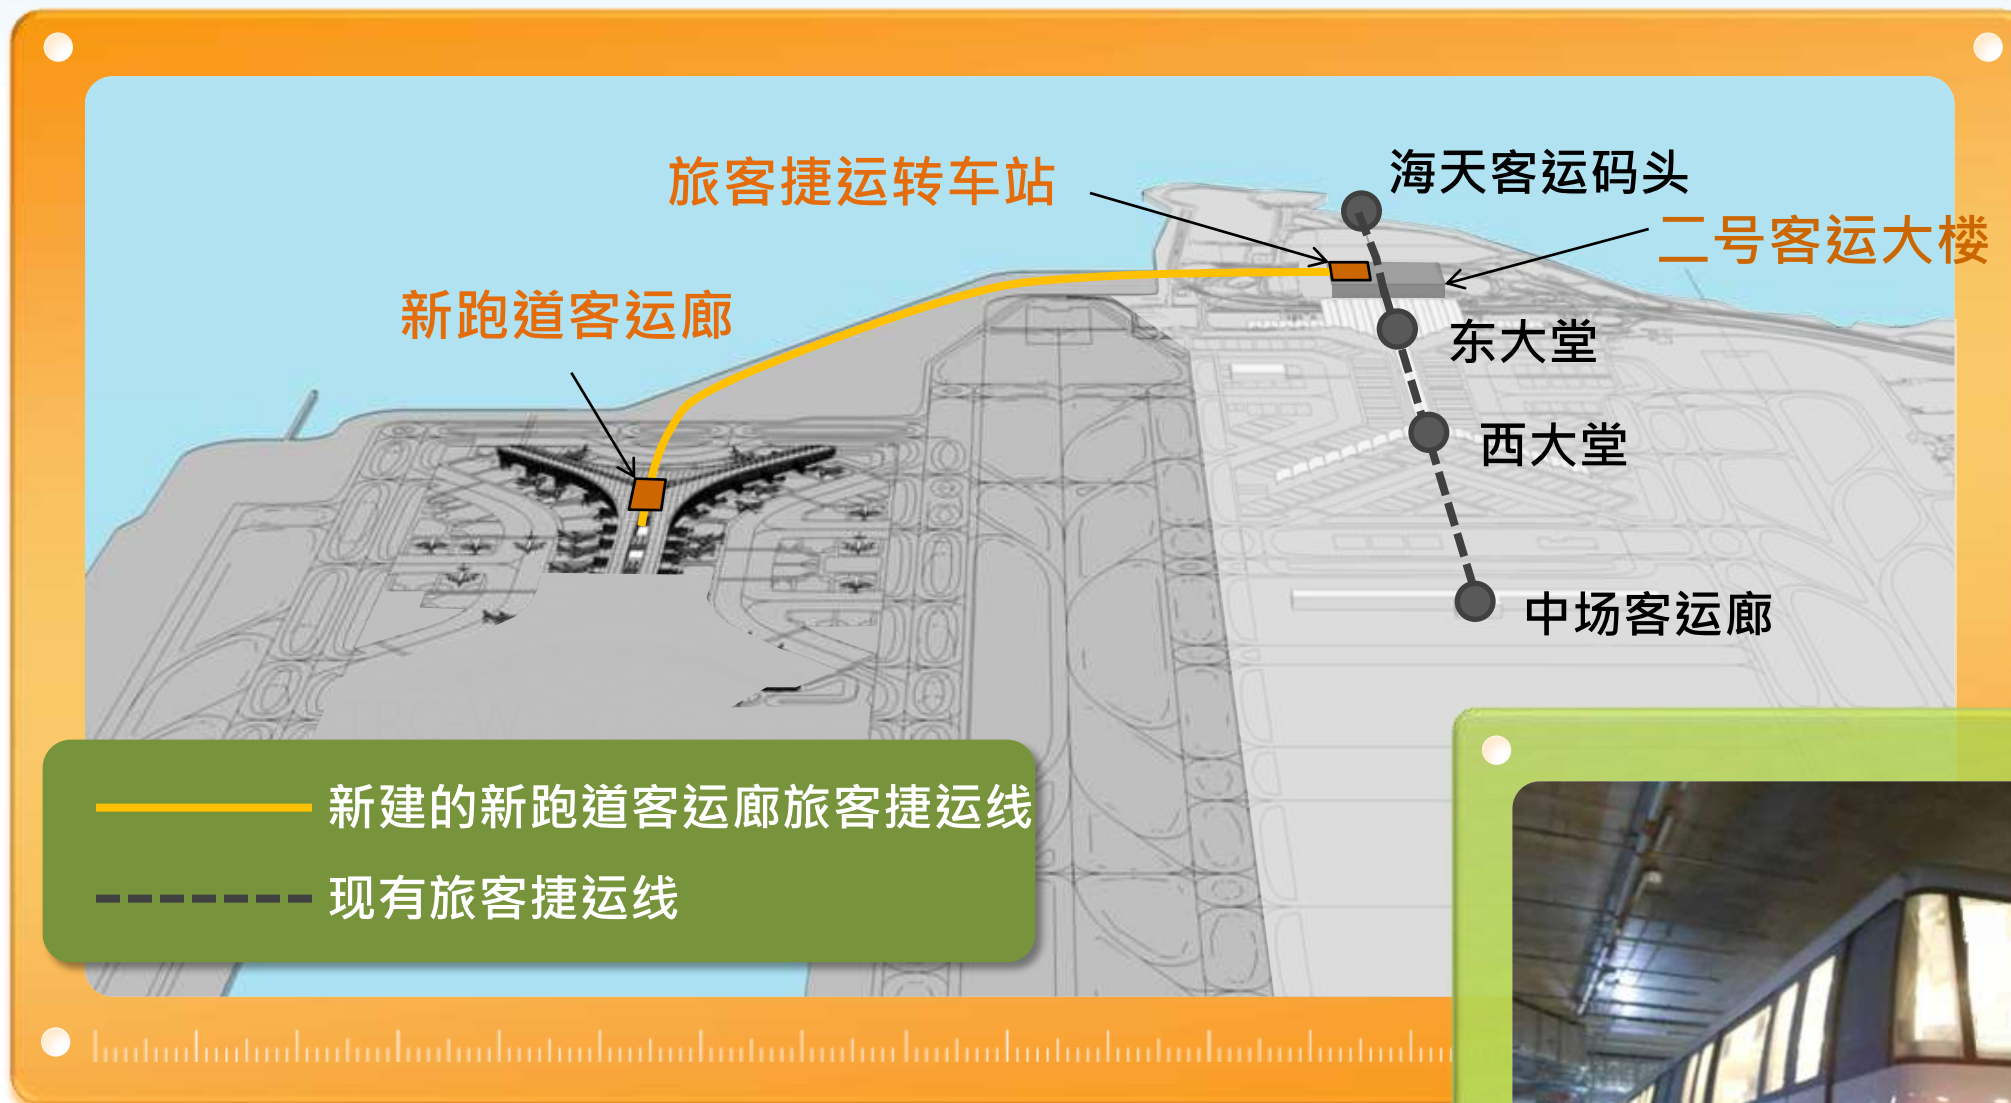 海天客运码头
旅客捷运转车站
二号客运大楼
新跑道客运廊
东大堂
西大堂
中场客运廊
TRC-W
新建的新跑道客运廊旅客捷运线
现有旅客捷运线